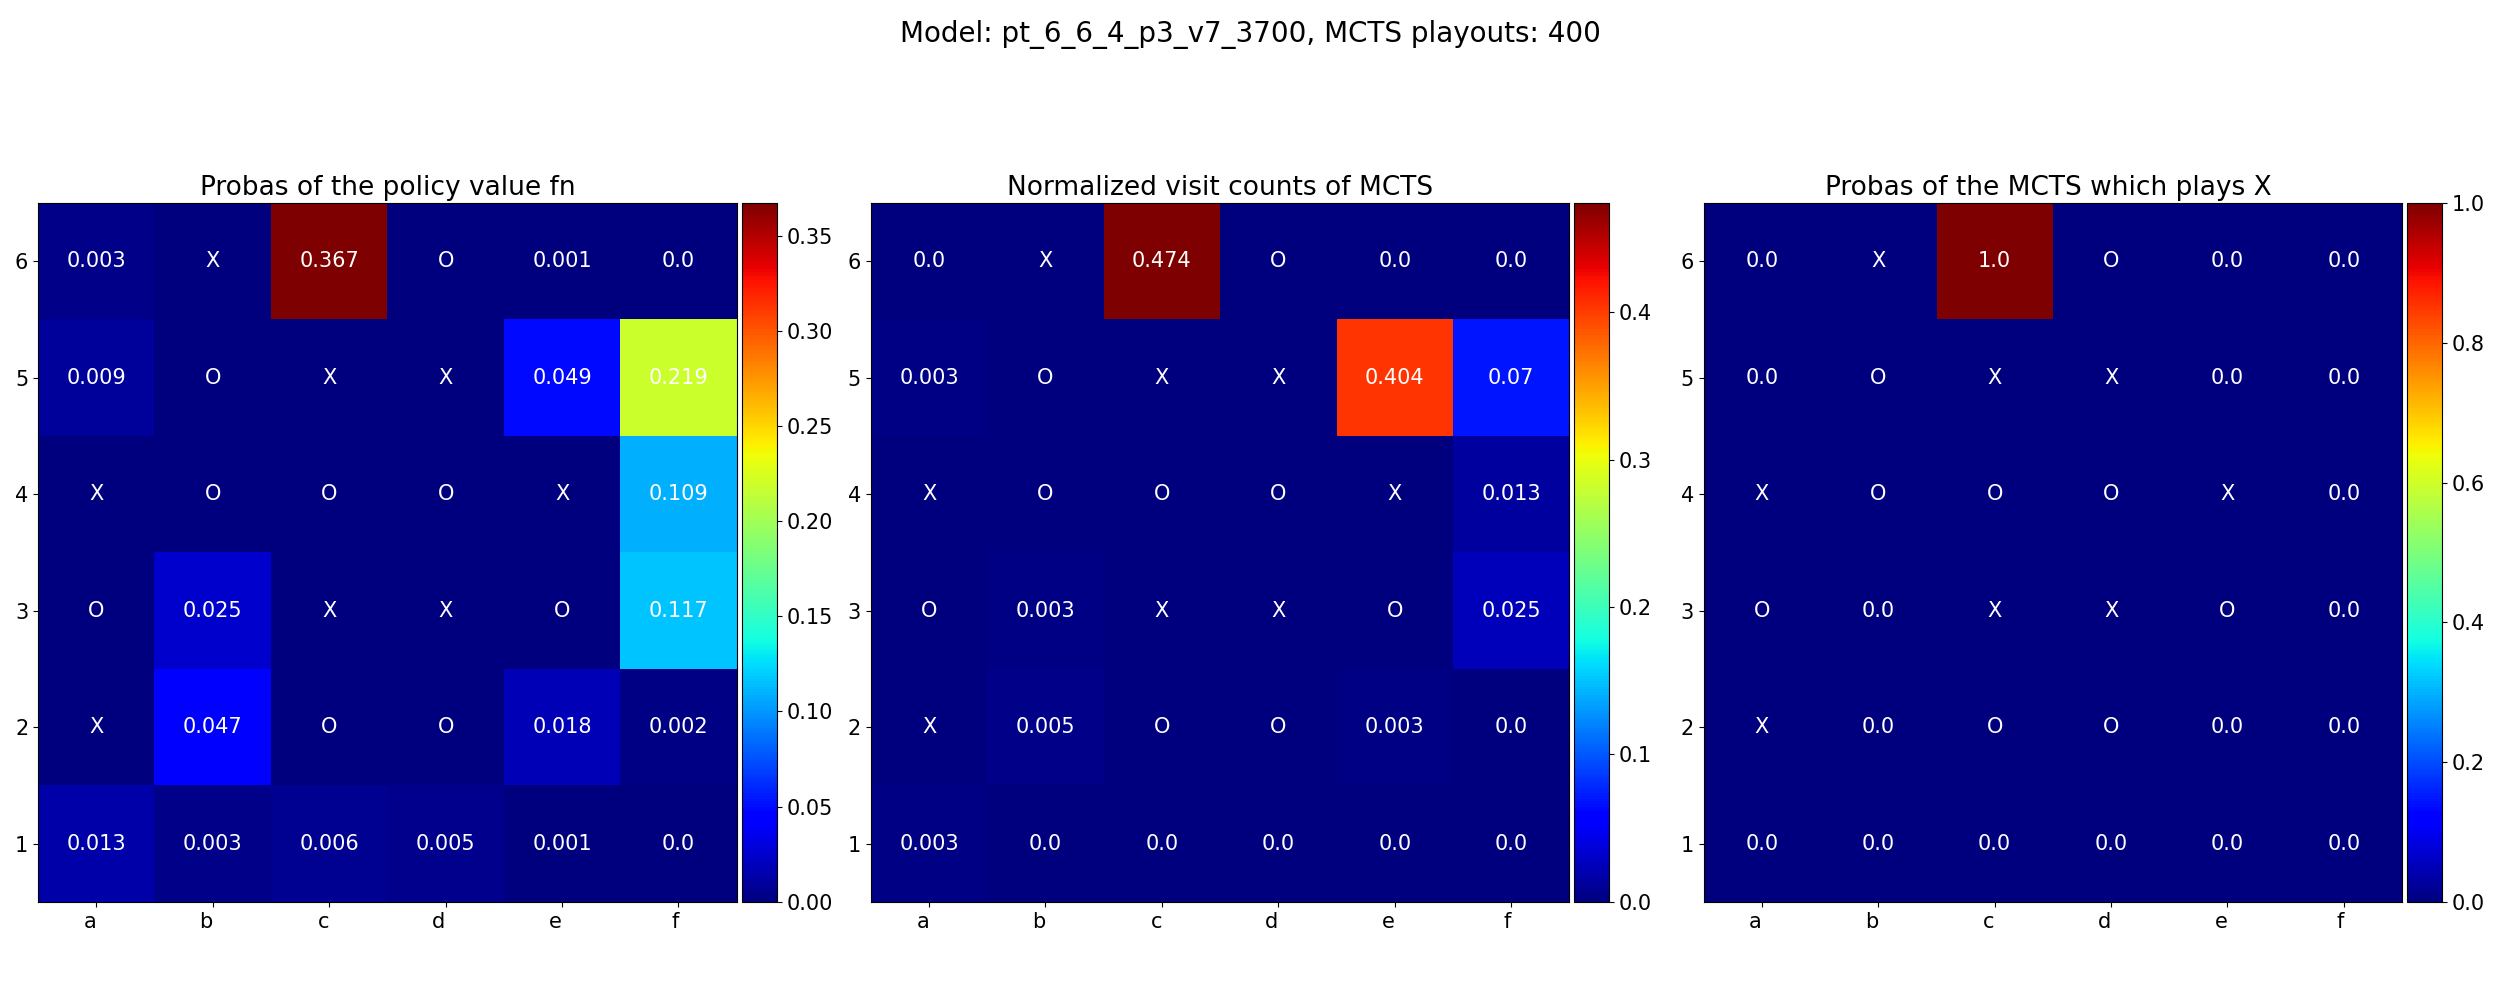 Model: pt_6_6_4_p3_v7_3700, MCTS playouts: 400
Probas of the policy value fn
6 0.003 X 0.367 O 0.001 0.0
5 0.009 O X X 0.049 0.219
4 X O O O X 0.109
3 O 0.025 X X O 0.117
2 X 0.047 O O 0.018 0.002
1 0.013 0.003 0.006 0.005 0.001 0.0
a b c d e f
0.35
0.30
0.25
0.20
0.15
0.10
0.05
0.00
Normalized visit counts of MCTS
6 0.0 X 0.474 O 0.0 0.0
5 0.003 O X X 0.404 0.07
4 X O O O X 0.013
3 O 0.003 X X O 0.025
2 X 0.005 O O 0.003 0.0
1 0.003 0.0 0.0 0.0 0.0 0.0
a b c d e f
0.4
0.3
0.2
0.1
0.0
Probas of the MCTS which plays X
6 0.0 X 1.0 O 0.0 0.0
5 0.0 O X X 0.0 0.0
4 X O O O X 0.0
3 O 0.0 X X O 0.0
2 X 0.0 O O 0.0 0.0
1 0.0 0.0 0.0 0.0 0.0 0.0
a b c d e f
1.0
0.8
0.6
0.4
0.2
0.0